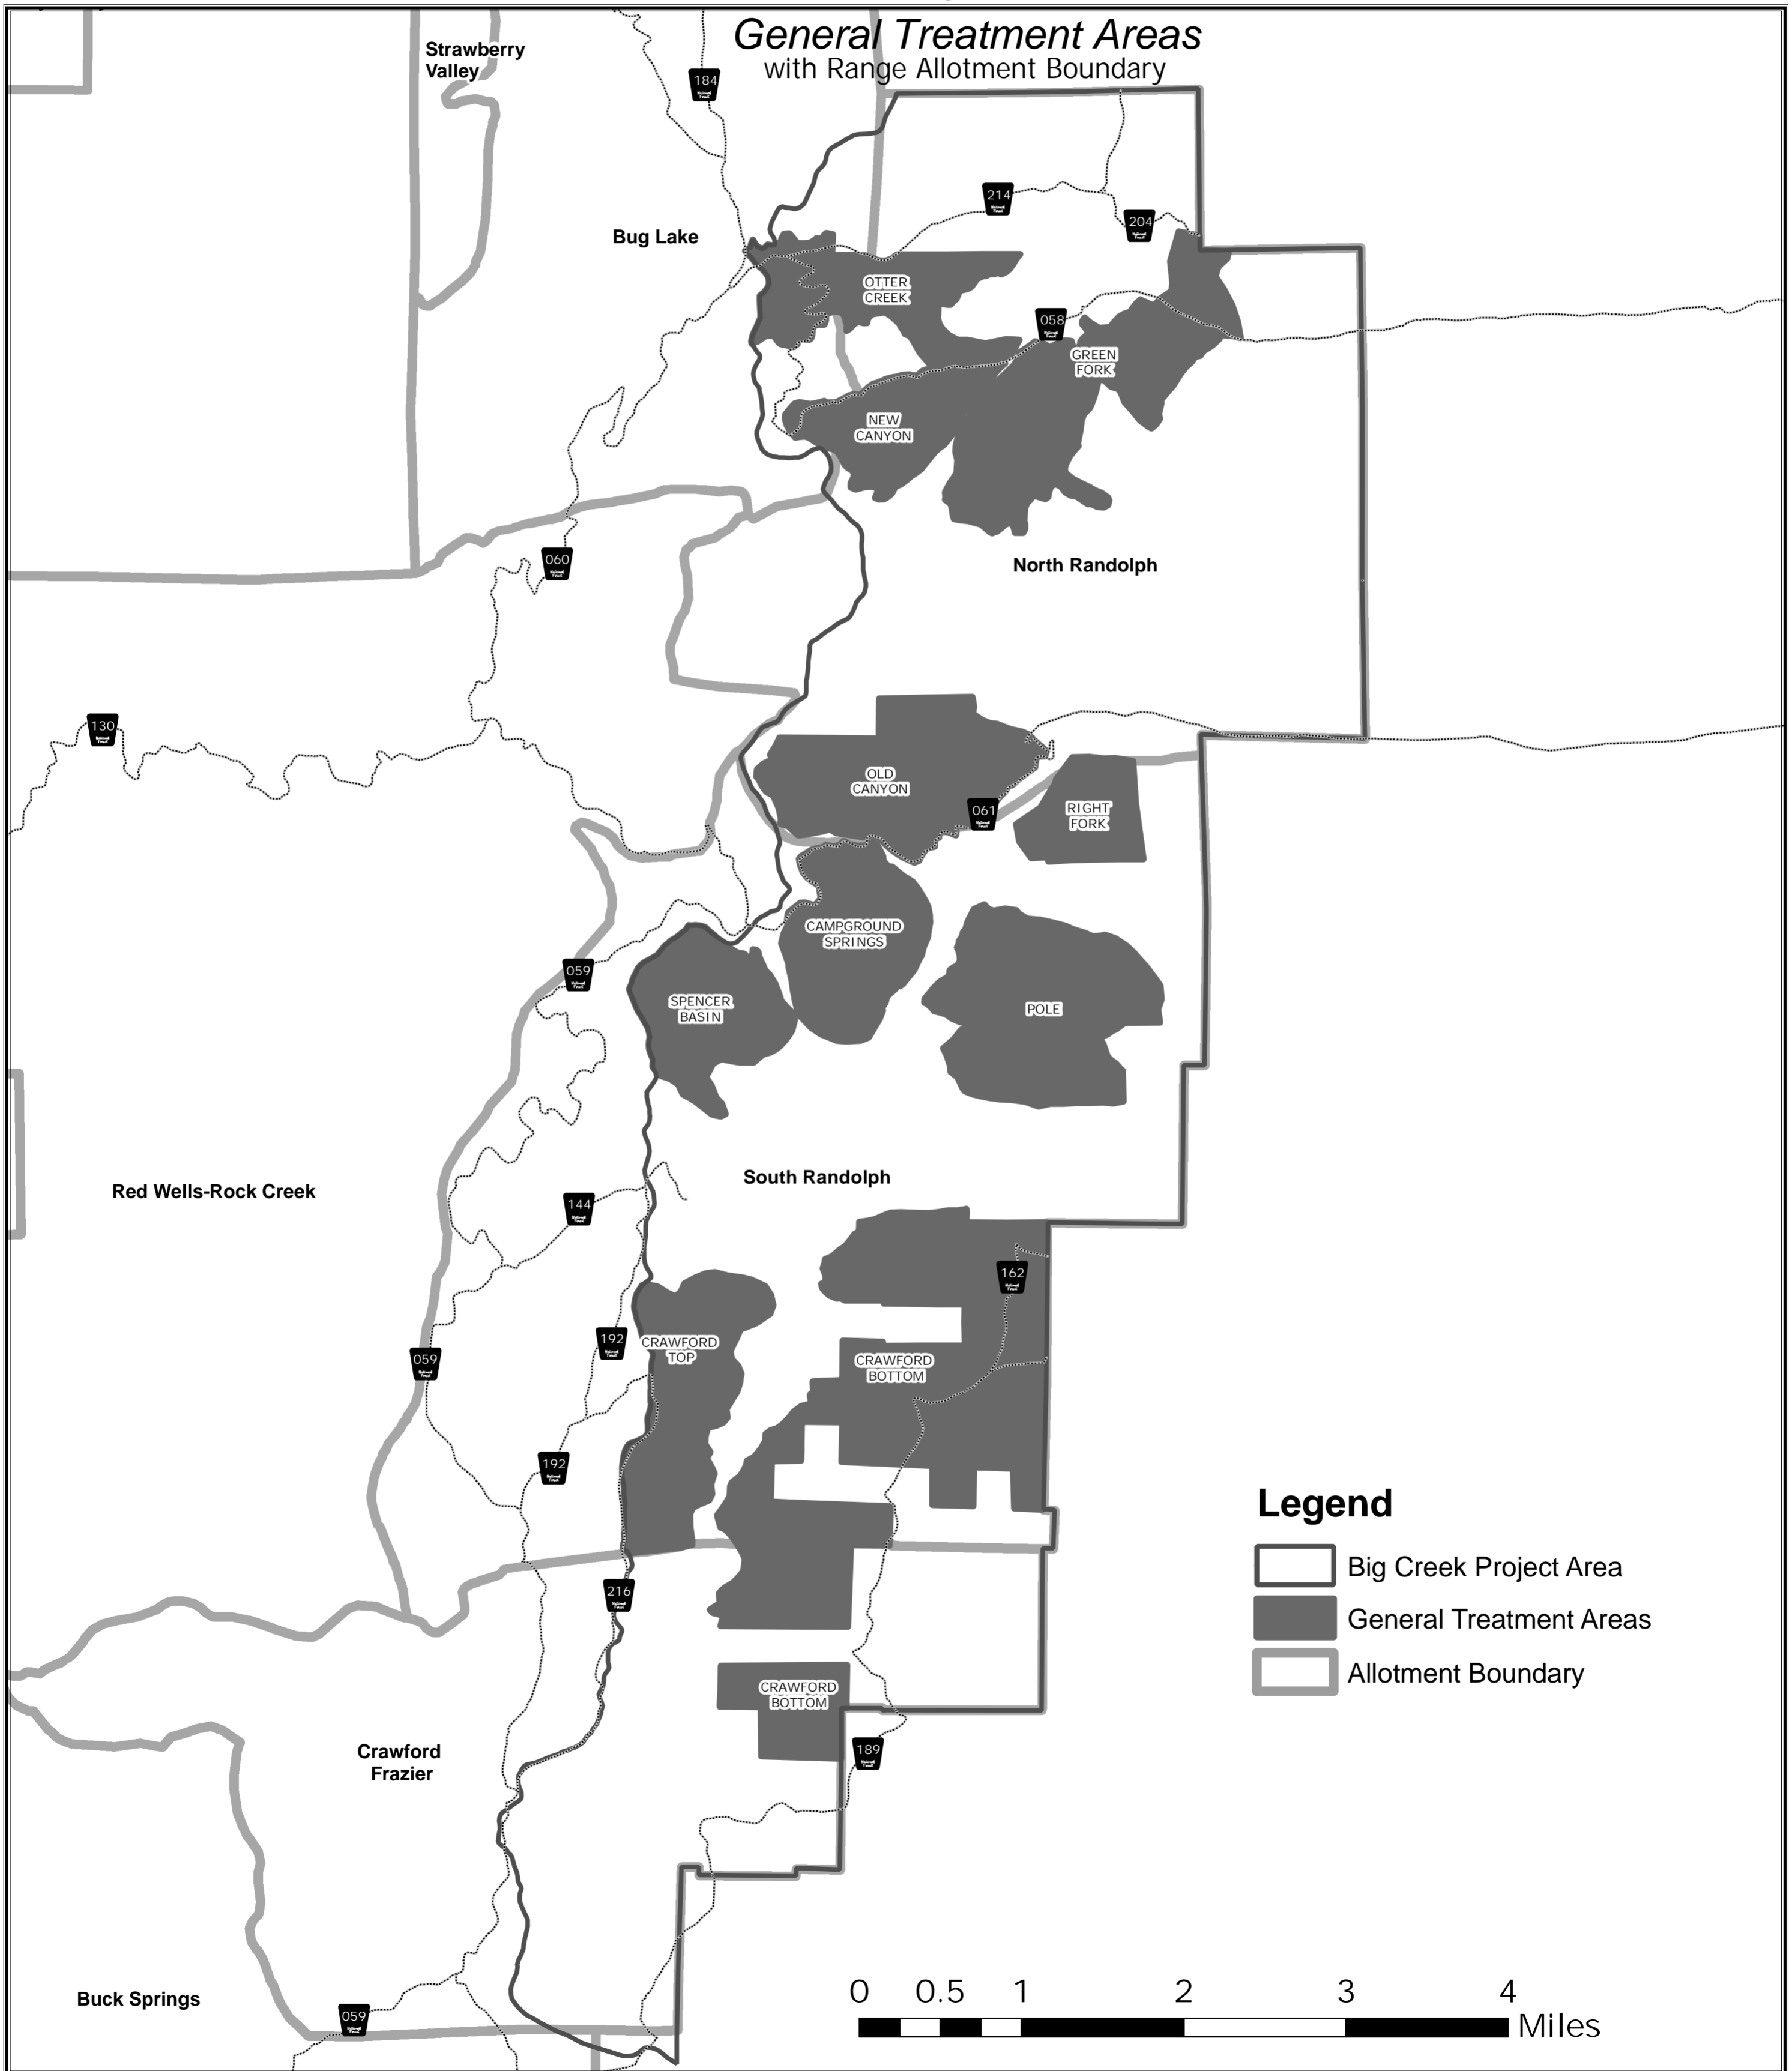 General Treatment Areas
with Range Allotment Boundary
Strawberry
Valley
184
214
204
Bug Lake
OTTER
CREEK
058
GREEN
FORK
NEW
CANYON
060
North Randolph
130
OLD
CANYON
061
RIGHT
FORK
CAMPGROUND
SPRINGS
059
SPENCER
BASIN
POLE
South Randolph
Red Wells-Rock Creek
144
162
192
CRAWFORD
TOP
059
CRAWFORD
BOTTOM
192
Legend
Big Creek Project Area
General Treatment Areas
Allotment Boundary
216
CRAWFORD
BOTTOM
Crawford
Frazier
189
Buck Springs
059
0 0.5 1 2 3 4
Miles